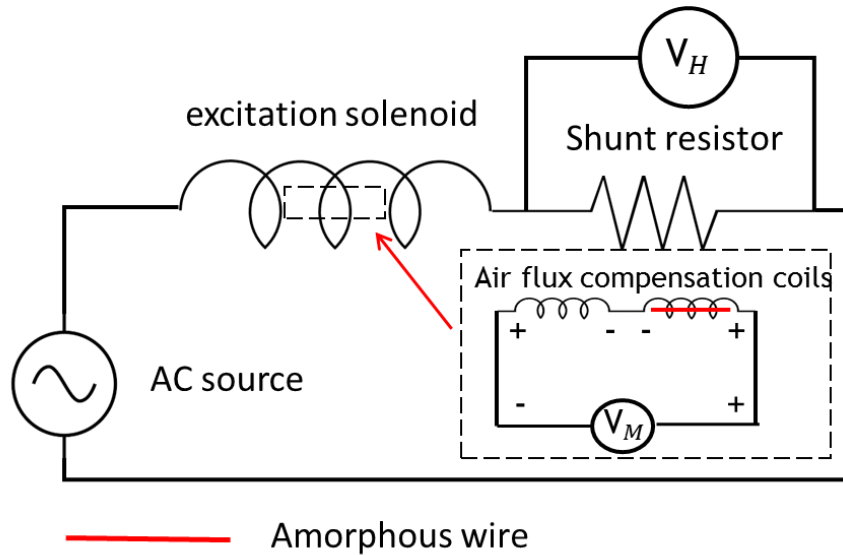 V_H
excitation solenoid
Shunt resistor
Air flux compensation coils
+ - - +
- +
V_M
AC source
Amorphous wire